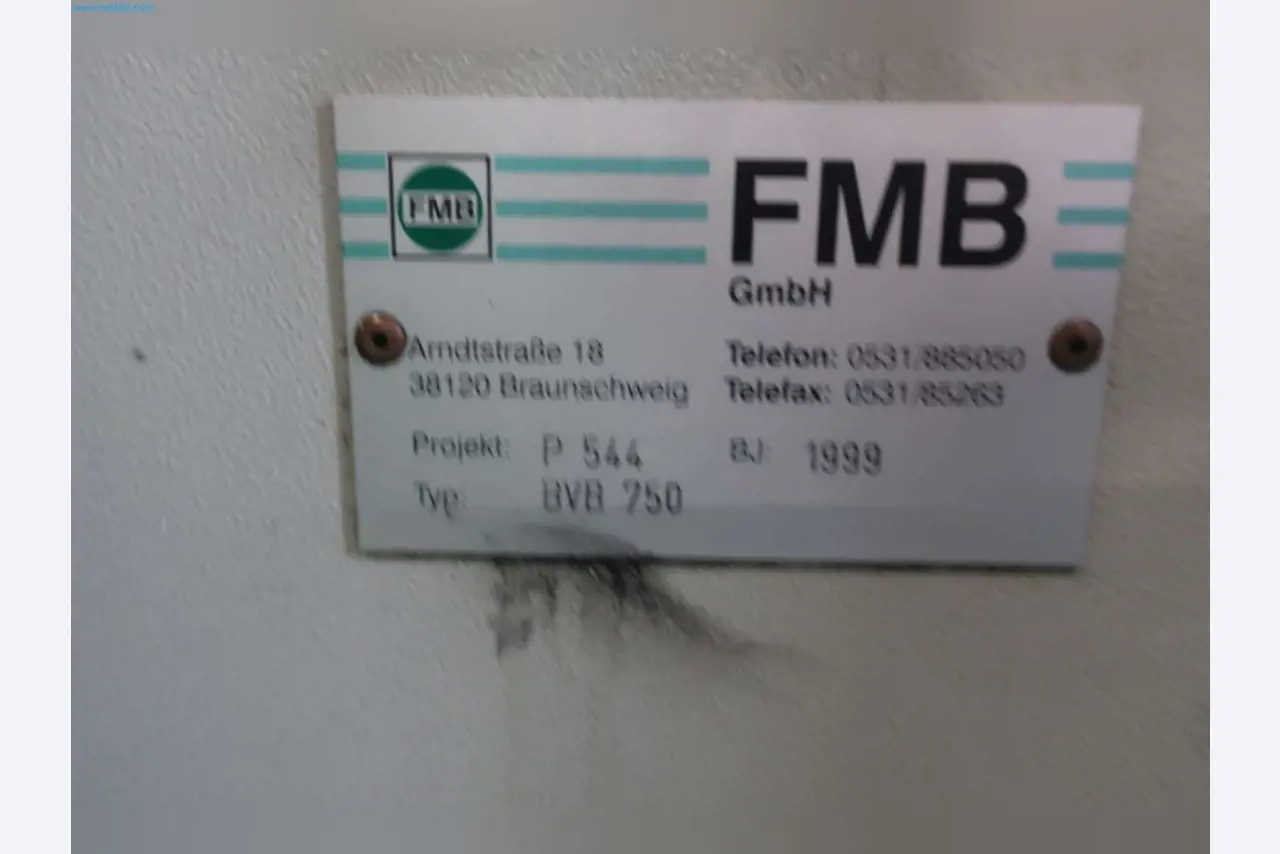 FMB
FMB
GmbH
Arndtstraße 18
38120 Braunschweig
Telefon: 0531/885050
Telefax: 0531/85263
Projekt: P 544
BJ: 1999
Typ: BVB 750